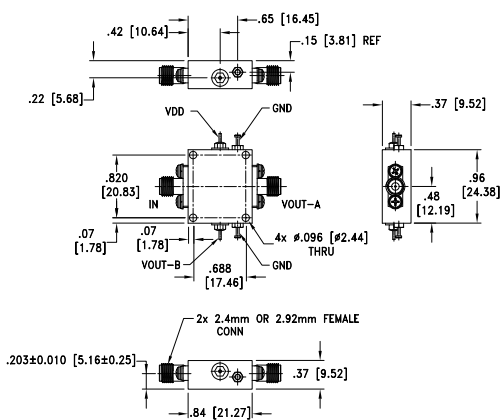 .42 [10.64]
.65 [16.45]
.15 [3.81] REF
.22 [5.68]
VDD
GND
.37 [9.52]
.820
[20.83]
IN
VOUT-A
.96
[24.38]
.48
[12.19]
.07
[1.78]
.07
[1.78]
4x ø.096 [ø2.44]
THRU
VOUT-B
.688
[17.46]
GND
2x 2.4mm OR 2.92mm FEMALE
CONN
.203±0.010 [5.16±0.25]
.37 [9.52]
.84 [21.27]